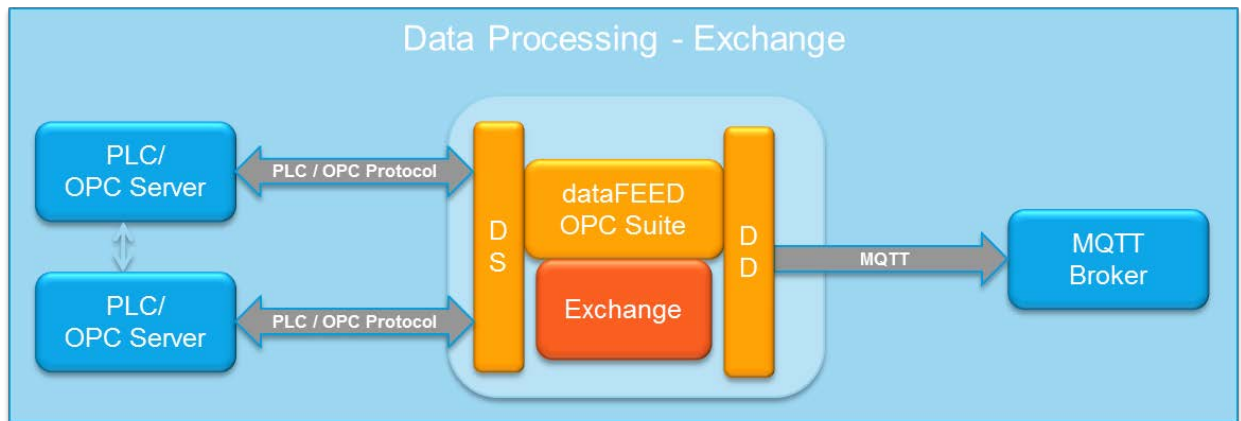 Data Processing - Exchange
PLC/
OPC Server
PLC / OPC Protocol
D
S
dataFEED
OPC Suite
D
D
MQTT
MQTT
Broker
PLC/
OPC Server
PLC / OPC Protocol
Exchange